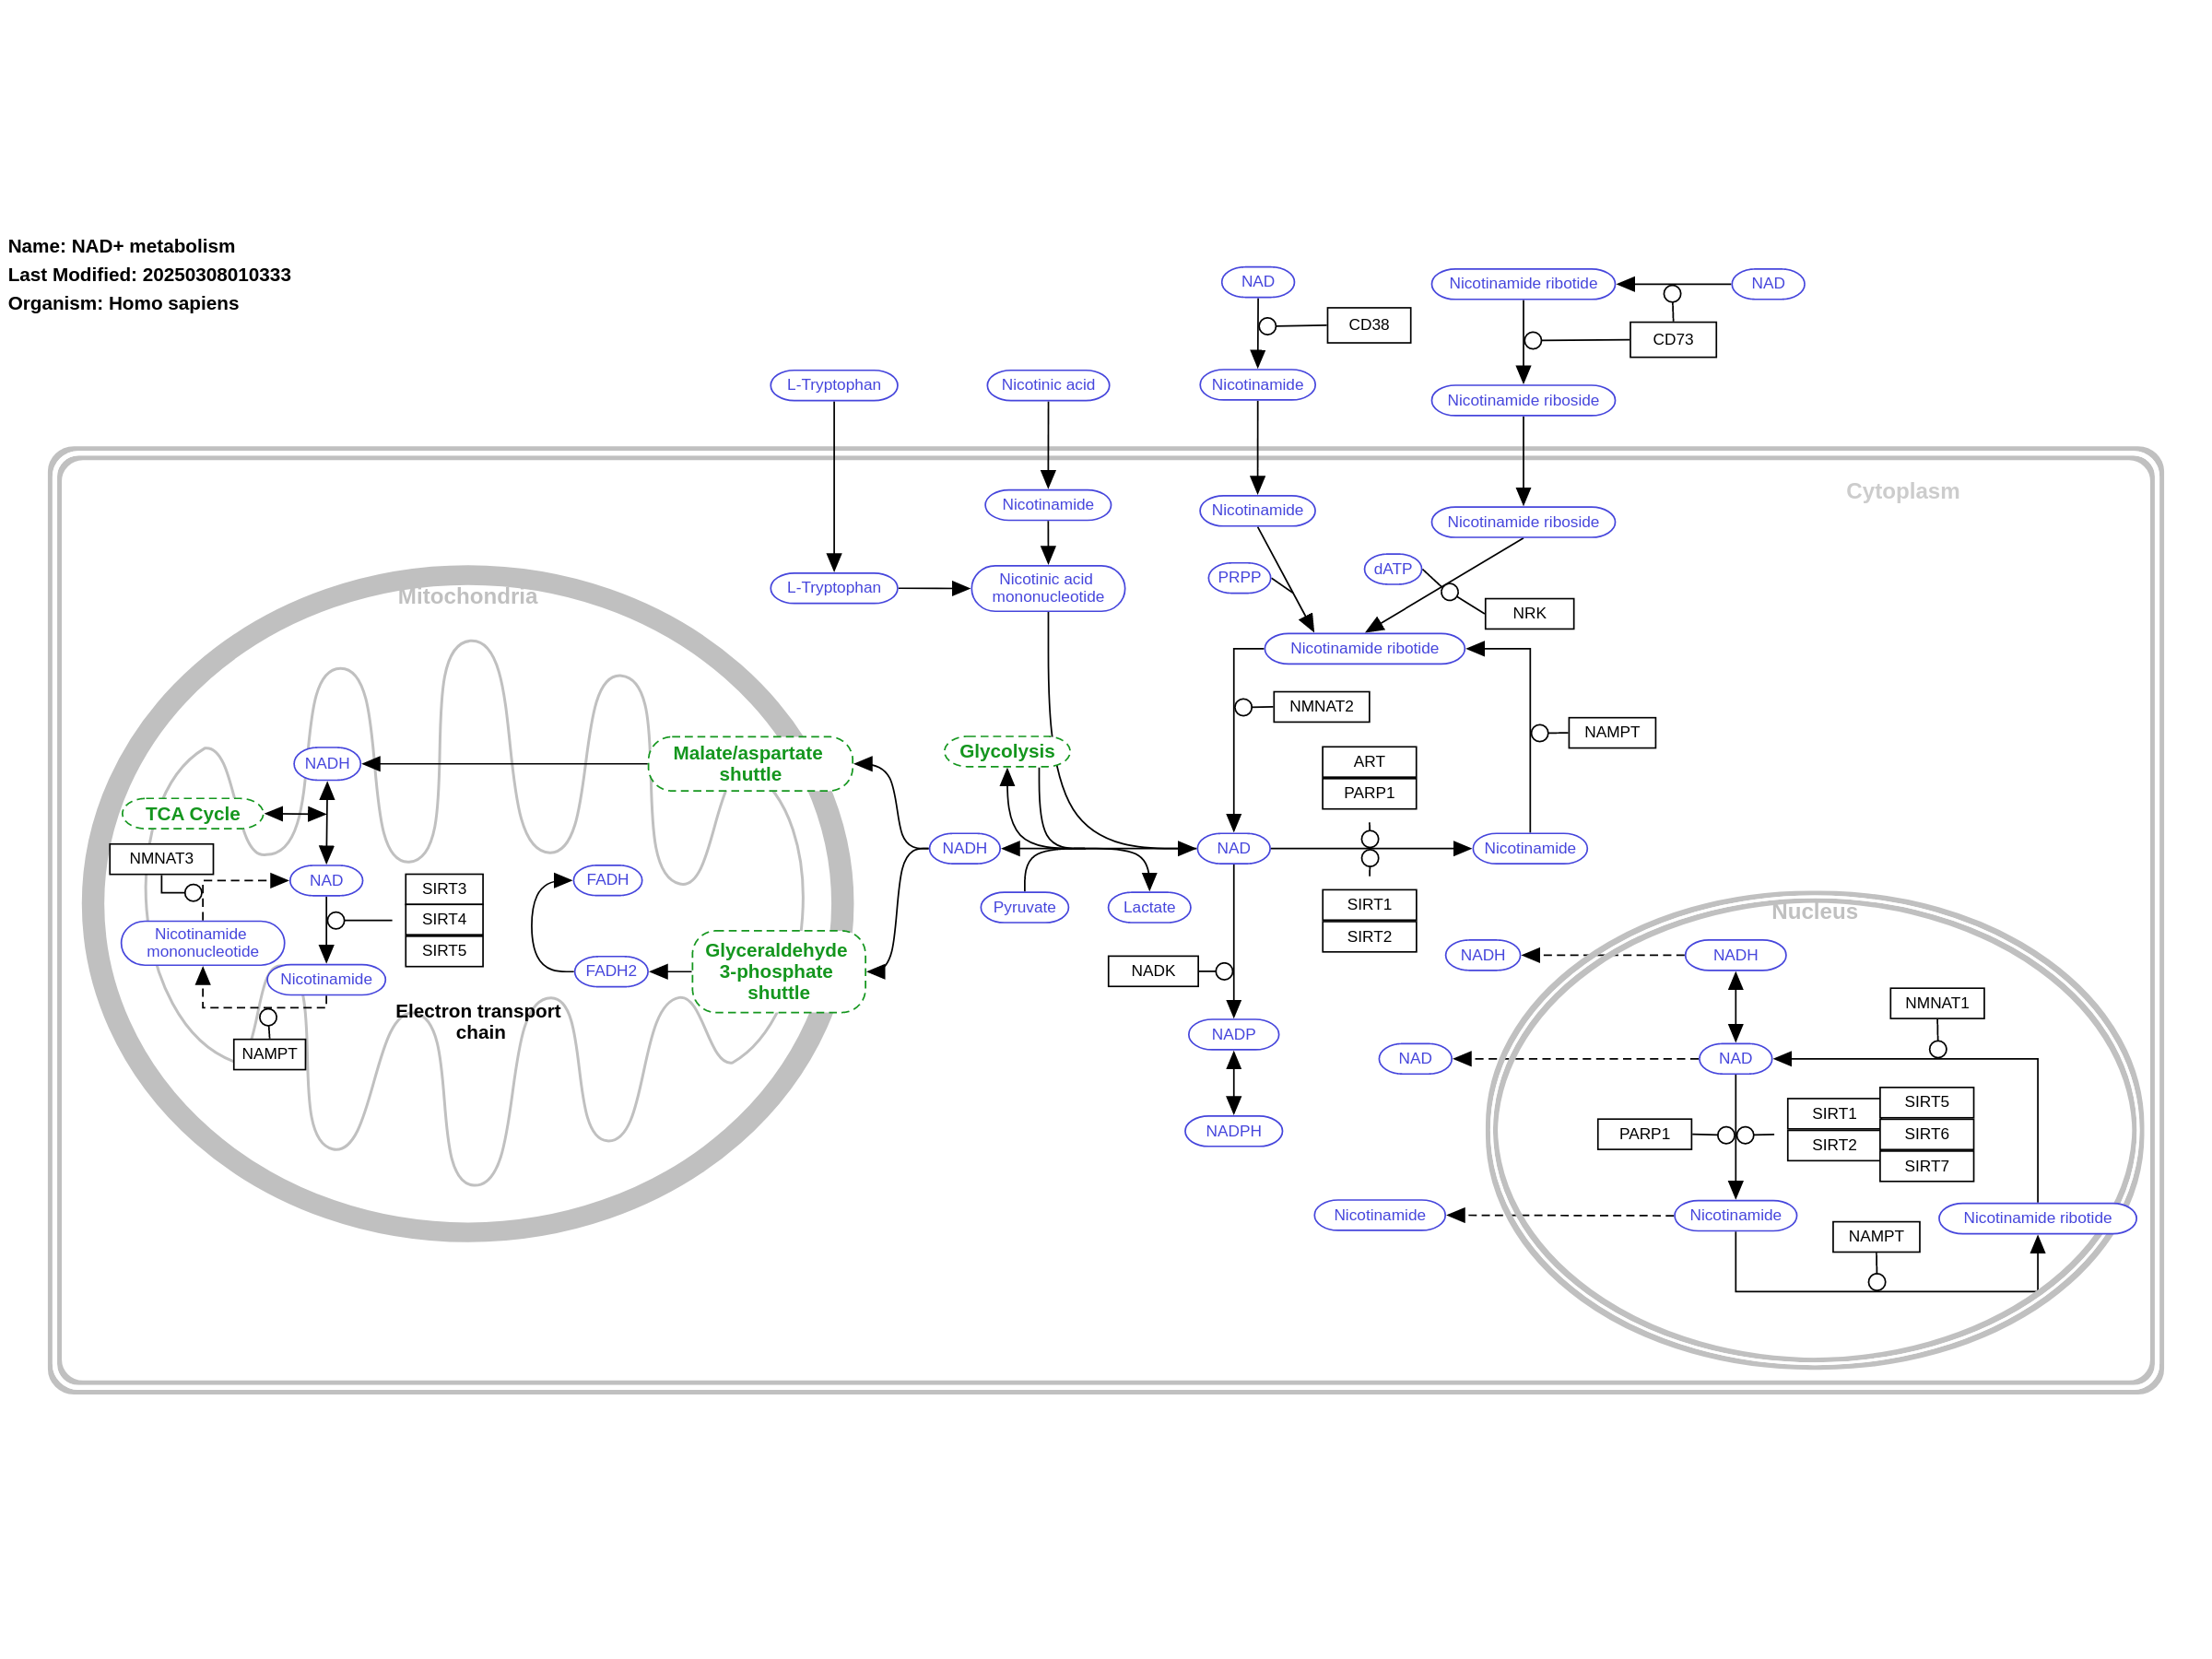 Name: NAD+ metabolism
Last Modified: 20250308010333
Organism: Homo sapiens
NAD
Nicotinamide ribotide
NAD
CD38
CD73
L-Tryptophan
Nicotinic acid
Nicotinamide
Nicotinamide riboside
Cytoplasm
Nicotinamide
Nicotinamide
Nicotinamide riboside
PRPP
dATP
L-Tryptophan
Nicotinic acid
mononucleotide
NRK
Nicotinamide ribotide
NMNAT2
NAMPT
ART
PARP1
Glycolysis
NADH
NAD
Nicotinamide
Pyruvate
Lactate
SIRT1
SIRT2
NADK
NADP
NADPH
Mitochondria
Malate/aspartate
shuttle
NADH
TCA Cycle
NMNAT3
NAD
SIRT3
SIRT4
SIRT5
FADH
Nicotinamide
mononucleotide
Nicotinamide
FADH2
Glyceraldehyde
3-phosphate
shuttle
Electron transport
chain
NAMPT
Nucleus
NADH
NADH
NMNAT1
NAD
NAD
PARP1
SIRT1
SIRT2
SIRT5
SIRT6
SIRT7
Nicotinamide
Nicotinamide
Nicotinamide ribotide
NAMPT